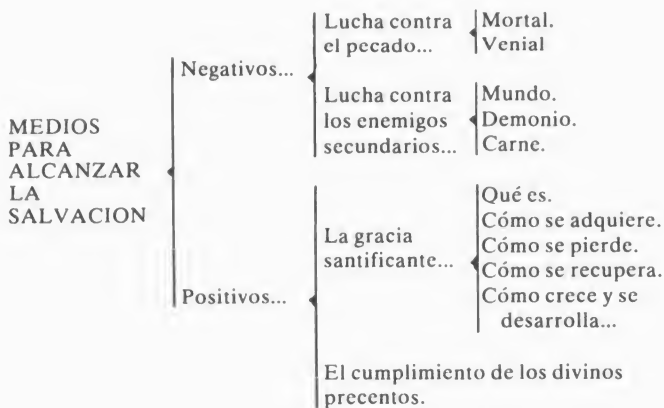 MEDIOS
PARA
ALCANZAR
LA
SALVACION
Negativos...
Lucha contra
el pecado...
Mortal.
Venial
Lucha contra
los enemigos
secundarios...
Mundo.
Demonio.
Carne.
Positivos...
La gracia
santificante...
Qué es.
Cómo se adquiere.
Cómo se pierde.
Cómo se recupera.
Cómo crece y se
desarrolla...
El cumplimiento de los divinos
precentos.